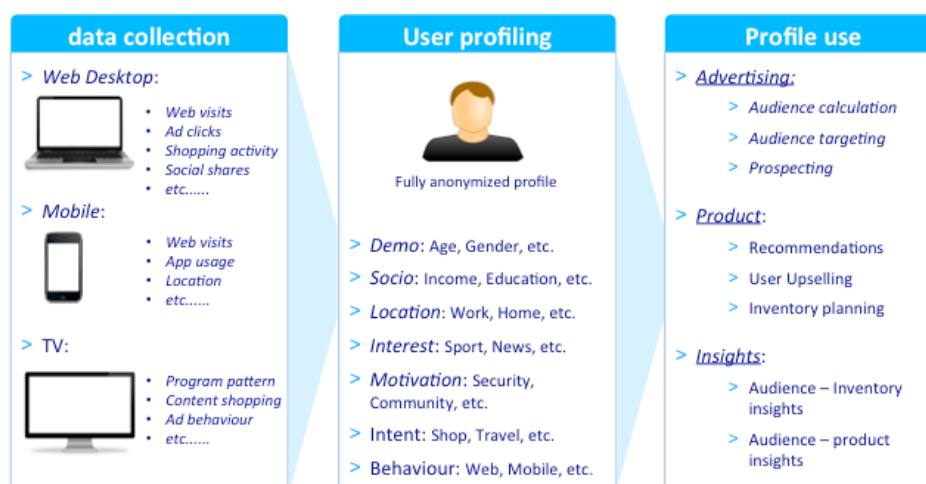 data collection
> Web Desktop:
• Web visits
• Ad clicks
• Shopping activity
• Social shares
• etc......
> Mobile:
• Web visits
• App usage
• Location
• etc......
> TV:
• Program pattern
• Content shopping
• Ad behaviour
• etc......
User profiling
Fully anonymized profile
> Demo: Age, Gender, etc.
> Socio: Income, Education, etc.
> Location: Work, Home, etc.
> Interest: Sport, News, etc.
> Motivation: Security,
Community, etc.
> Intent: Shop, Travel, etc.
> Behaviour: Web, Mobile, etc.
Profile use
> Advertising:
> Audience calculation
> Audience targeting
> Prospecting
> Product:
> Recommendations
> User Upselling
> Inventory planning
> Insights:
> Audience – Inventory
insights
> Audience – product
insights